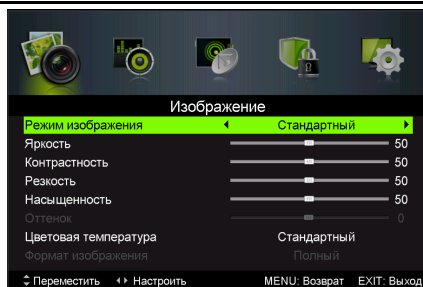 Изображение
Режим изображения Стандартный
Яркость 50
Контрастность 50
Резкость 50
Насыщенность 50
Оттенок 0
Цветовая температура Стандартный
Формат изображения Полный
Переместить Настроить MENU: Возврат EXIT: Выход